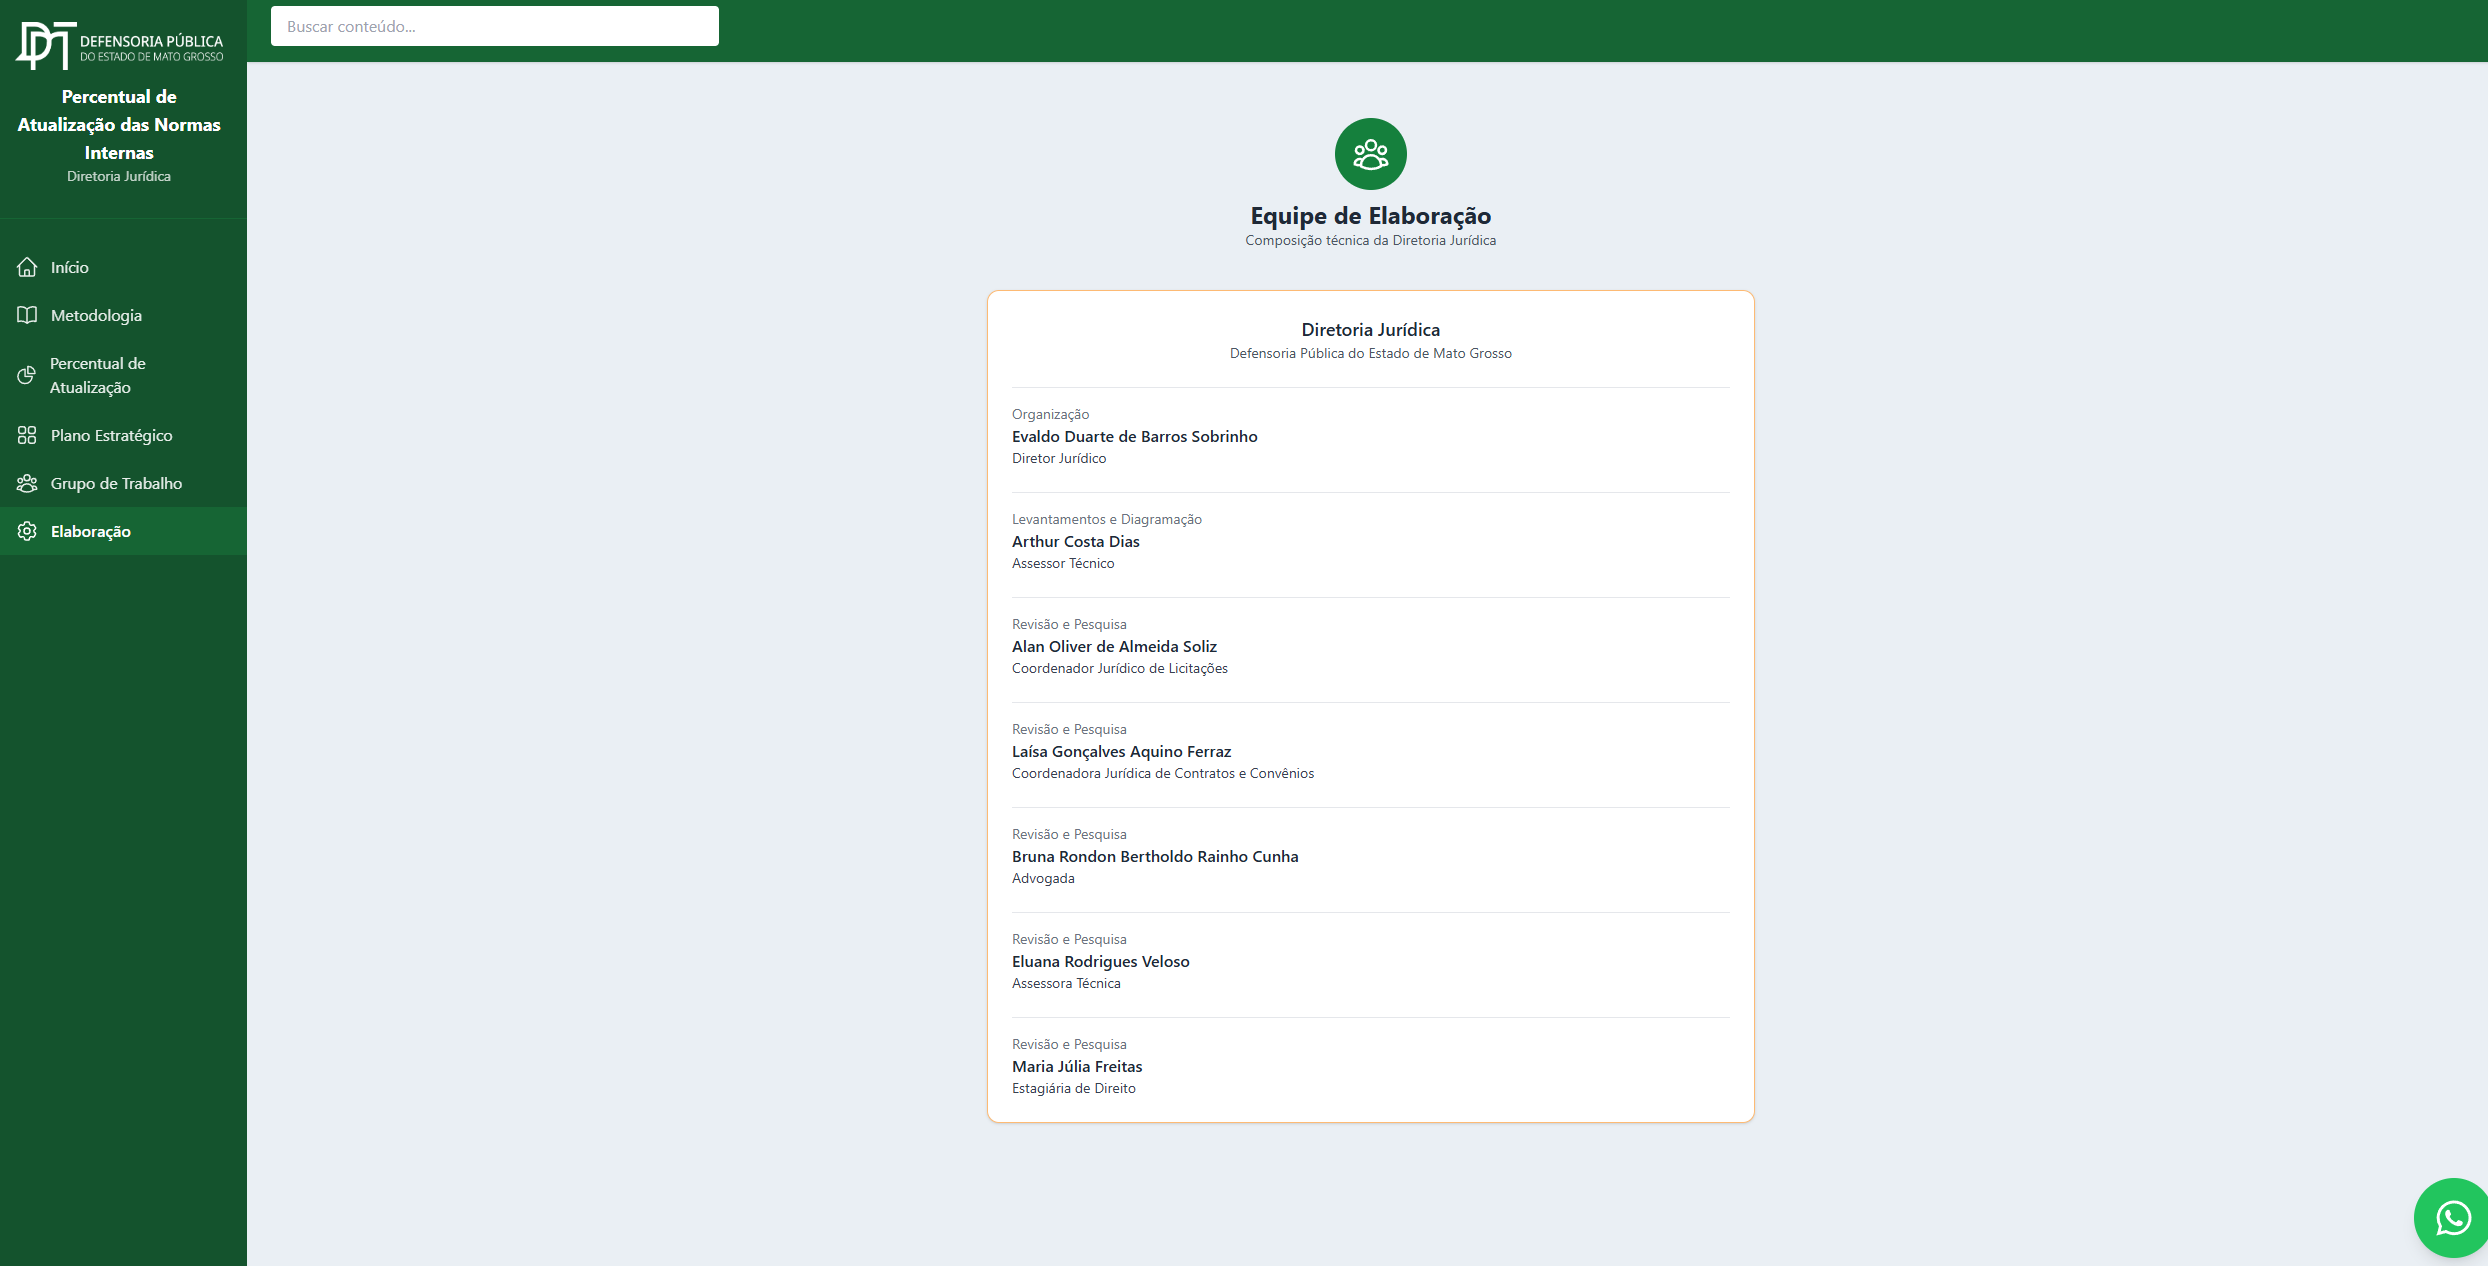 DEFENSORIA PÚBLICA
DO ESTADO DE MATO GROSSO
Percentual de
Atualização das Normas
Internas
Diretoria Jurídica
Início
Metodologia
Percentual de
Atualização
Plano Estratégico
Grupo de Trabalho
Elaboração
Buscar conteúdo...
Equipe de Elaboração
Composição técnica da Diretoria Jurídica
Diretoria Jurídica
Defensoria Pública do Estado de Mato Grosso
Organização
Evaldo Duarte de Barros Sobrinho
Diretor Jurídico
Levantamentos e Diagramação
Arthur Costa Dias
Assessor Técnico
Revisão e Pesquisa
Alan Oliver de Almeida Soliz
Coordenador Jurídico de Licitações
Revisão e Pesquisa
Laísa Gonçalves Aquino Ferraz
Coordenadora Jurídica de Contratos e Convênios
Revisão e Pesquisa
Bruna Rondon Bertholdo Rainho Cunha
Advogada
Revisão e Pesquisa
Eluana Rodrigues Veloso
Assessora Técnica
Revisão e Pesquisa
Maria Júlia Freitas
Estagiária de Direito